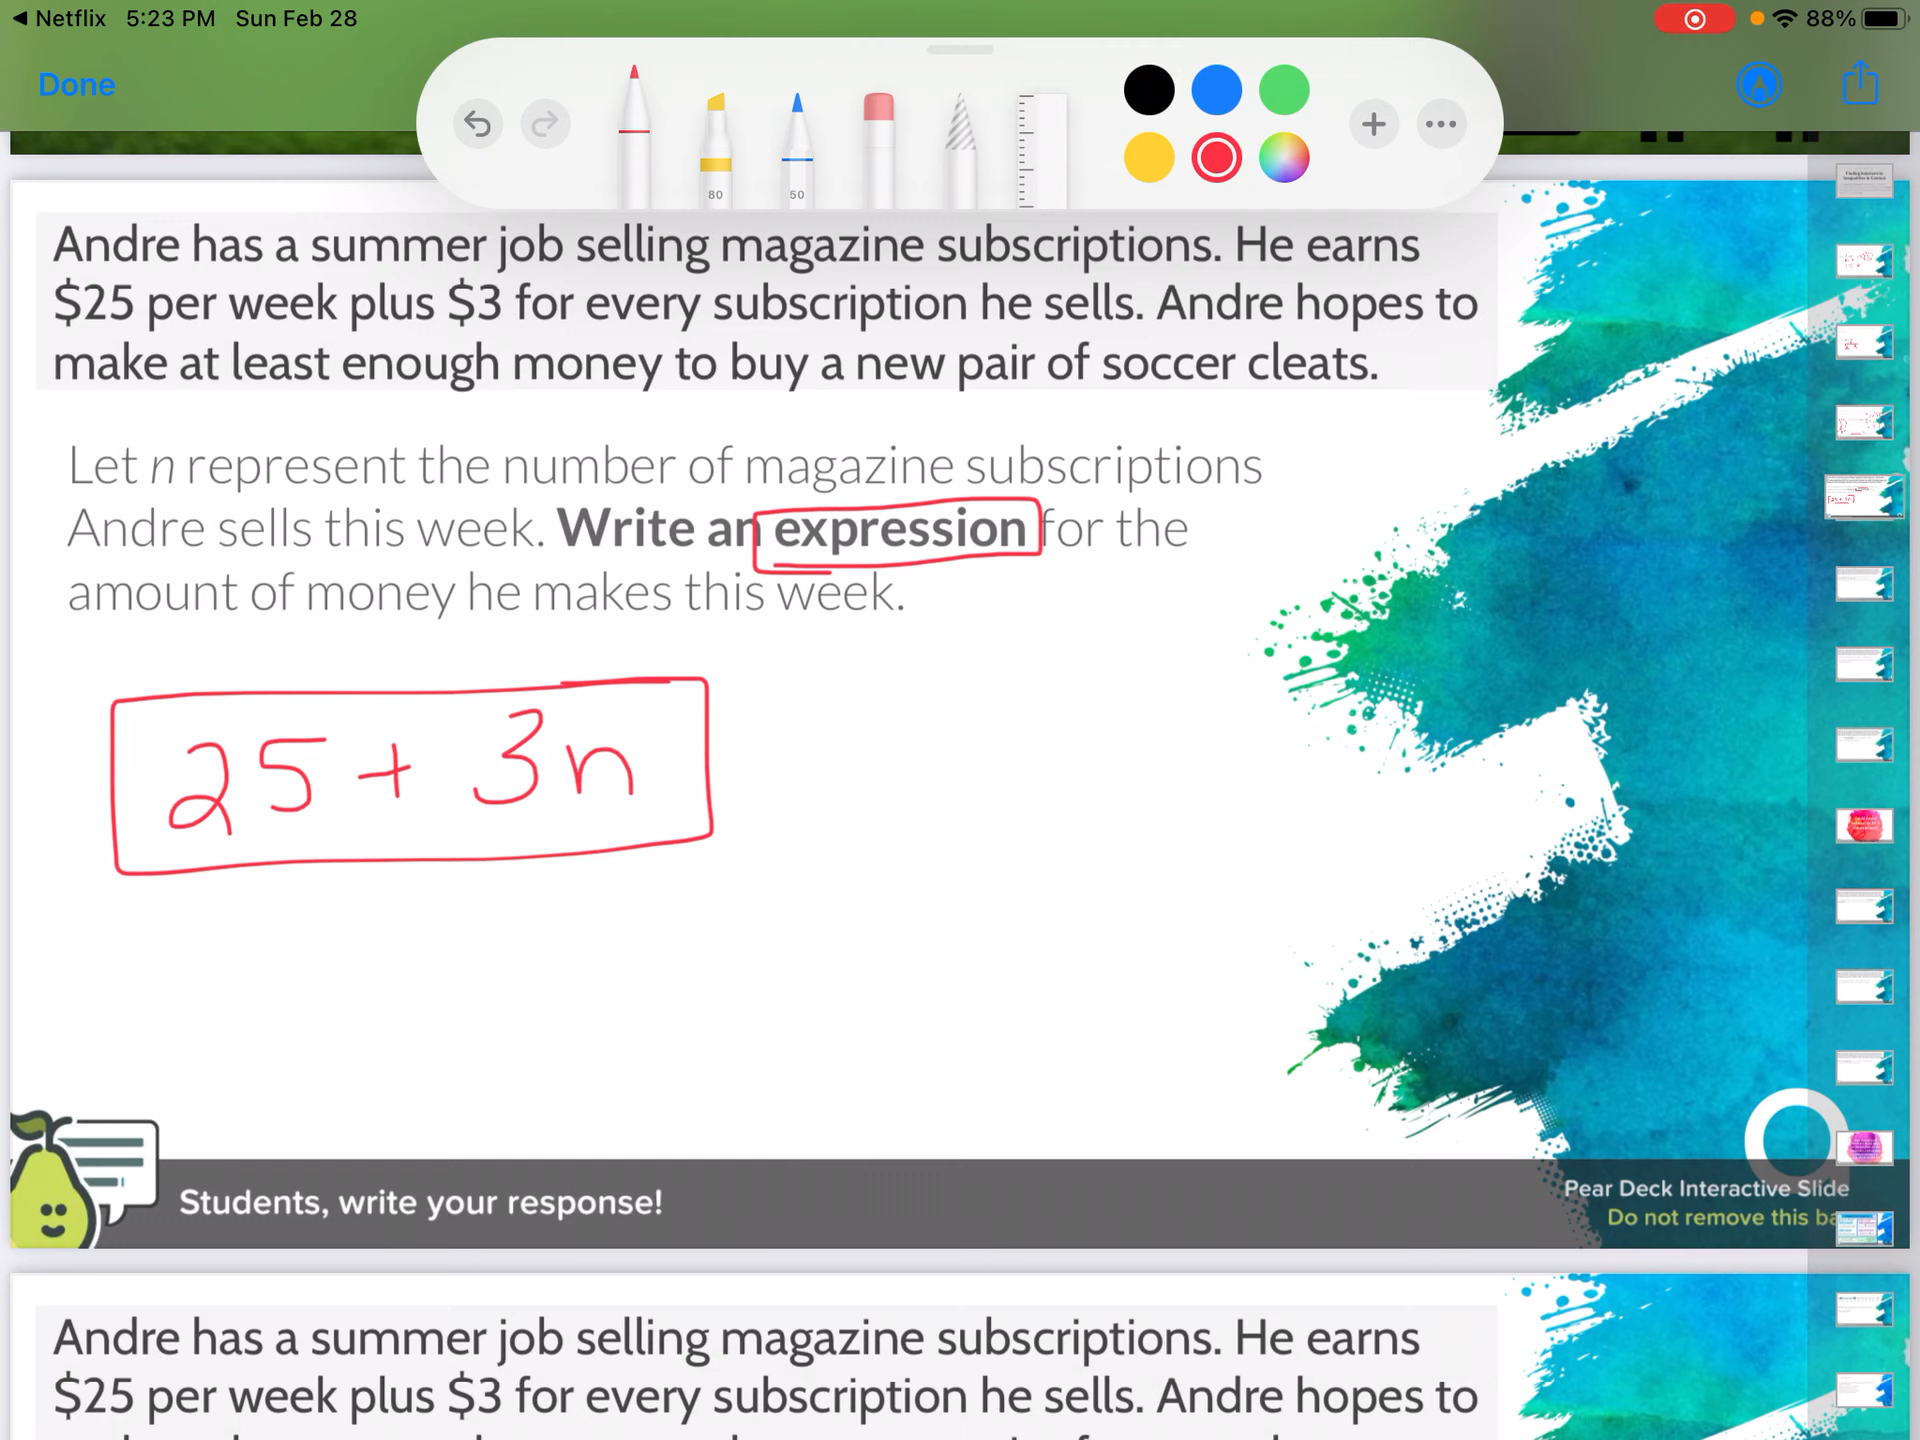 Netflix 5:23 PM Sun Feb 28 88%
Done
80 50
Andre has a summer job selling magazine subscriptions. He earns
$25 per week plus $3 for every subscription he sells. Andre hopes to
make at least enough money to buy a new pair of soccer cleats.
Let n represent the number of magazine subscriptions
Andre sells this week. Write an expression for the
amount of money he makes this week.
25 + 3n
Students, write your response!
Pear Deck Interactive Slide
Do not remove this ba
Andre has a summer job selling magazine subscriptions. He earns
$25 per week plus $3 for every subscription he sells. Andre hopes to